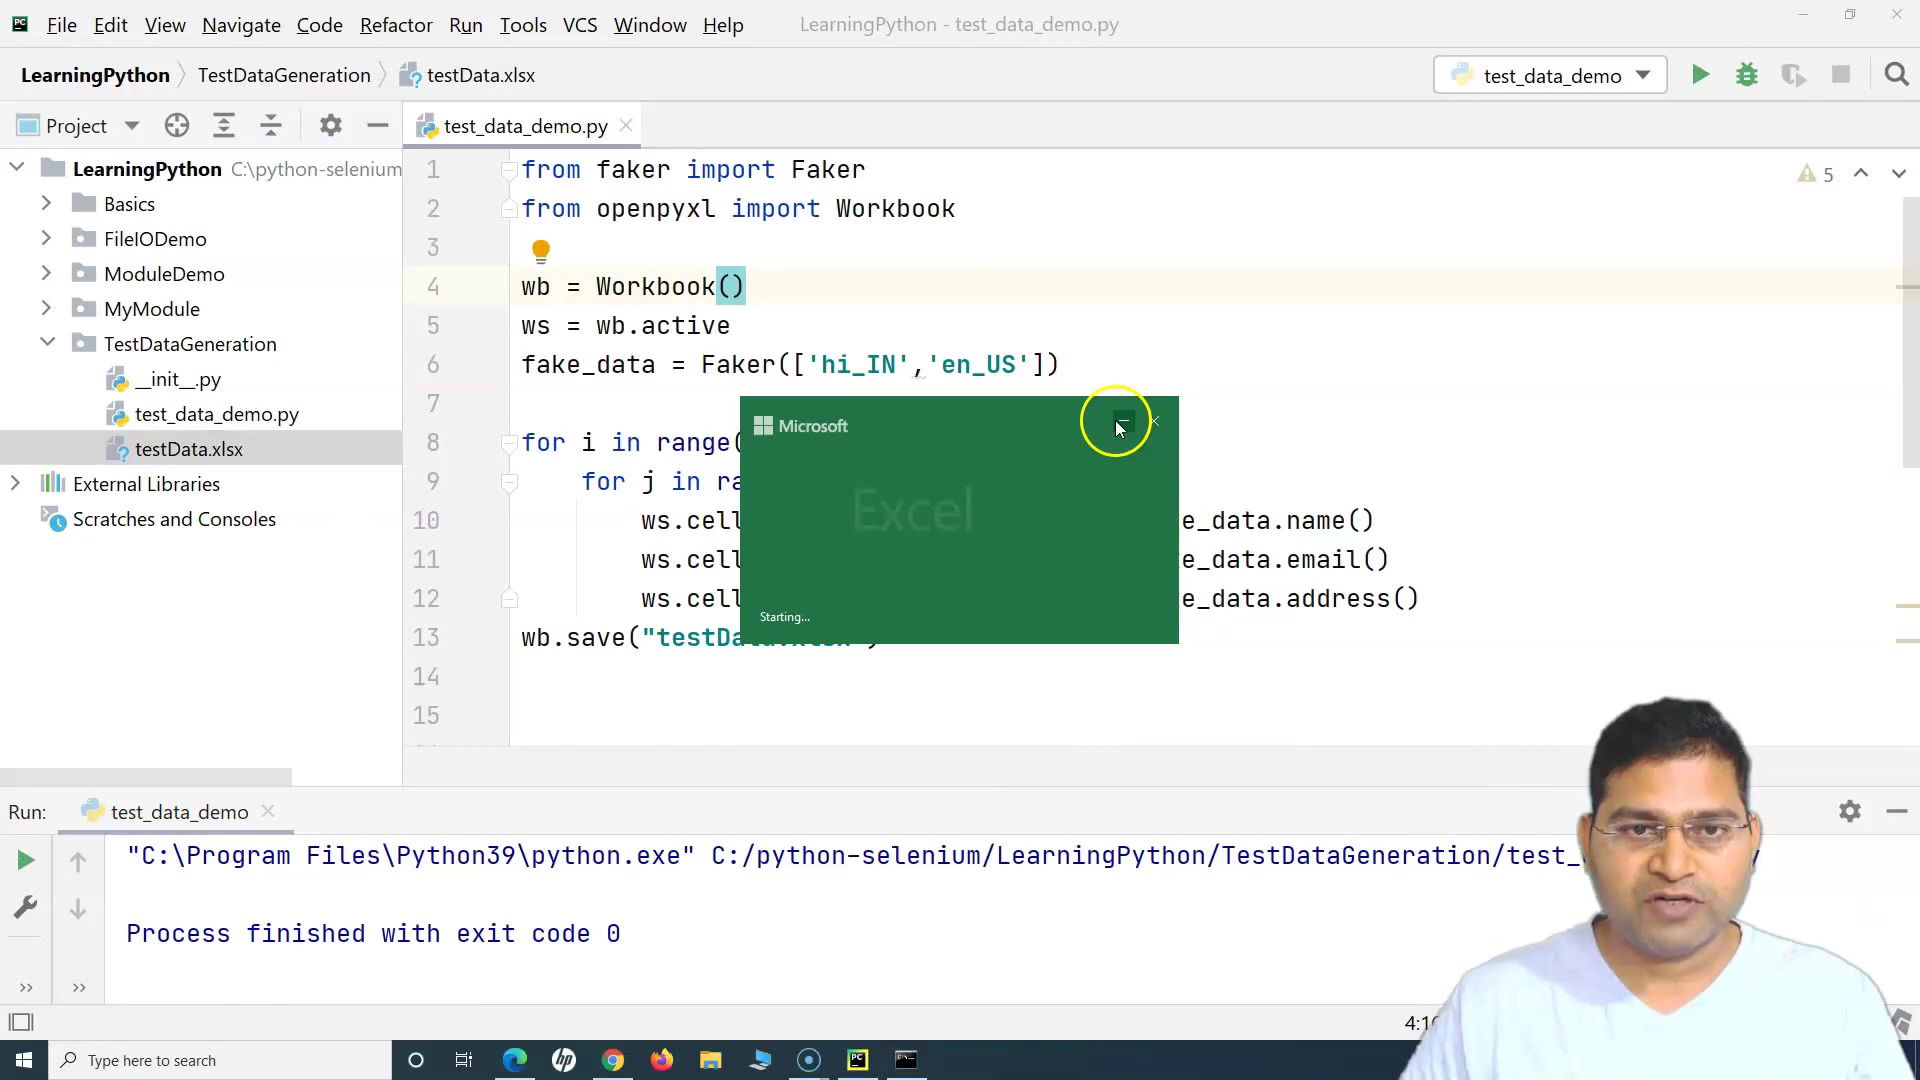 File Edit View Navigate Code Refactor Run Tools VCS Window Help LearningPython - test_data_demo.py
LearningPython TestDataGeneration testData.xlsx test_data_demo
Project test_data_demo.py
LearningPython C:\python-selenium
Basics
FileIODemo
ModuleDemo
MyModule
TestDataGeneration
__init__.py
test_data_demo.py
testData.xlsx
External Libraries
Scratches and Consoles
5
1 from faker import Faker
2 from openpyxl import Workbook
3
4 wb = Workbook()
5 ws = wb.active
6 fake_data = Faker(['hi_IN','en_US'])
7
8 for i in range(
9 for j in ra
10 ws.cell e_data.name()
11 ws.cell e_data.email()
12 ws.cell e_data.address()
13 wb.save("testData.xlsx")
14
15
Microsoft
Excel
Starting...
Run: test_data_demo
"C:\Program Files\Python39\python.exe" C:/python-selenium/LearningPython/TestDataGeneration/test_
Process finished with exit code 0
Type here to search